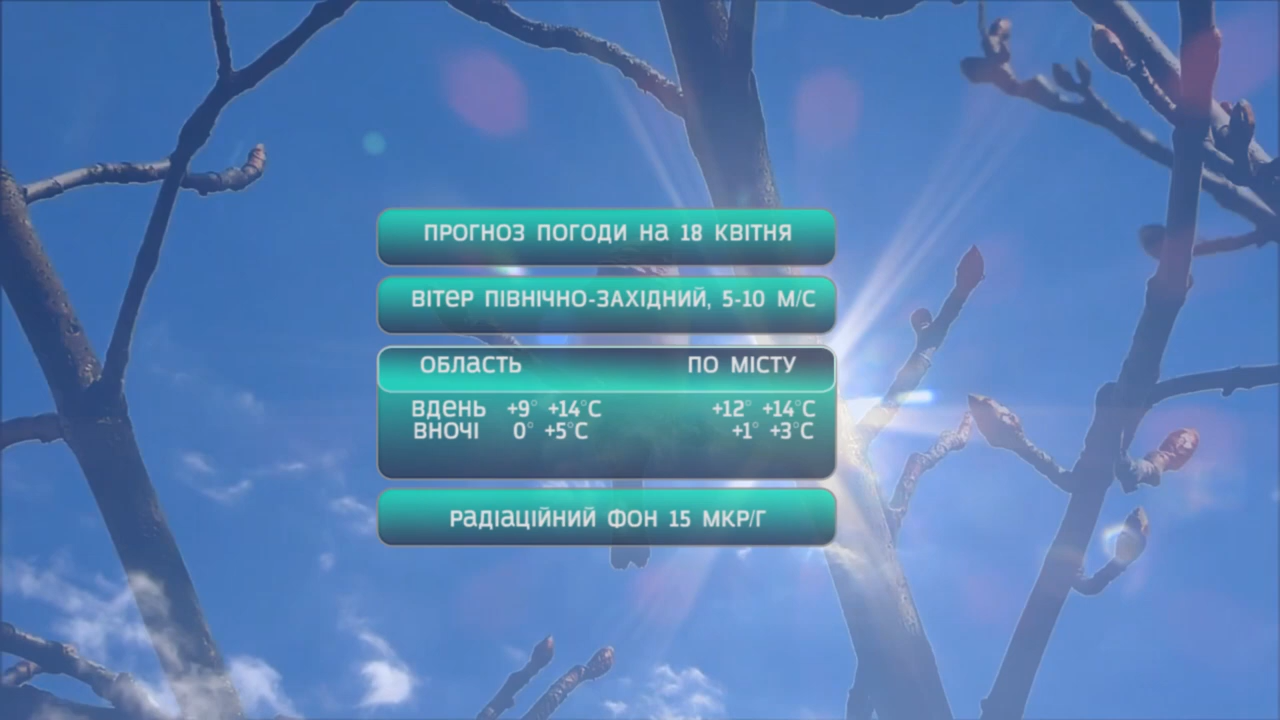 ПРОГНОЗ ПОГОДИ НА 18 КВІТНЯ
ВІТЕР ПІВНІЧНО-ЗАХІДНИЙ, 5-10 М/С
ОБЛАСТЬ ПО МІСТУ
ВДЕНЬ +9° +14°С +12° +14°С
ВНОЧІ 0° +5°С +1° +3°С
РАДІАЦІЙНИЙ ФОН 15 МКР/Г